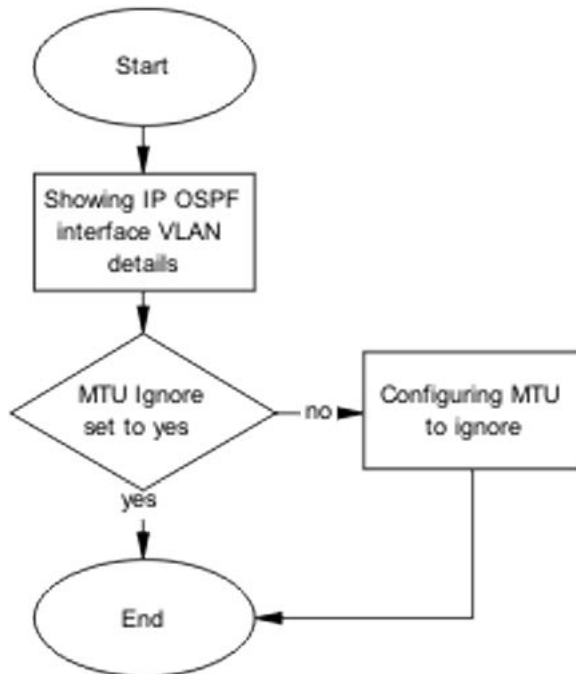 Start
Showing IP OSPF
interface VLAN
details
MTU Ignore
set to yes
no
Configuring MTU
to ignore
yes
End